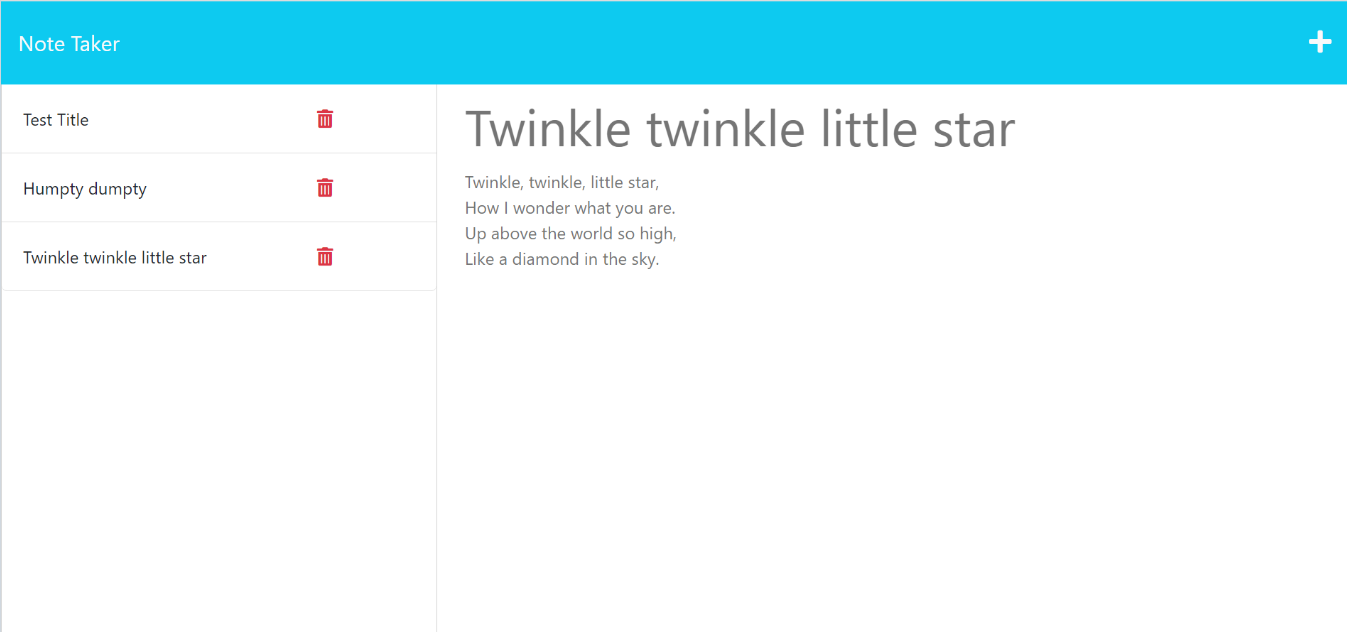 Note Taker
Test Title
Humpty dumpty
Twinkle twinkle little star
Twinkle twinkle little star
Twinkle, twinkle, little star,
How I wonder what you are.
Up above the world so high,
Like a diamond in the sky.